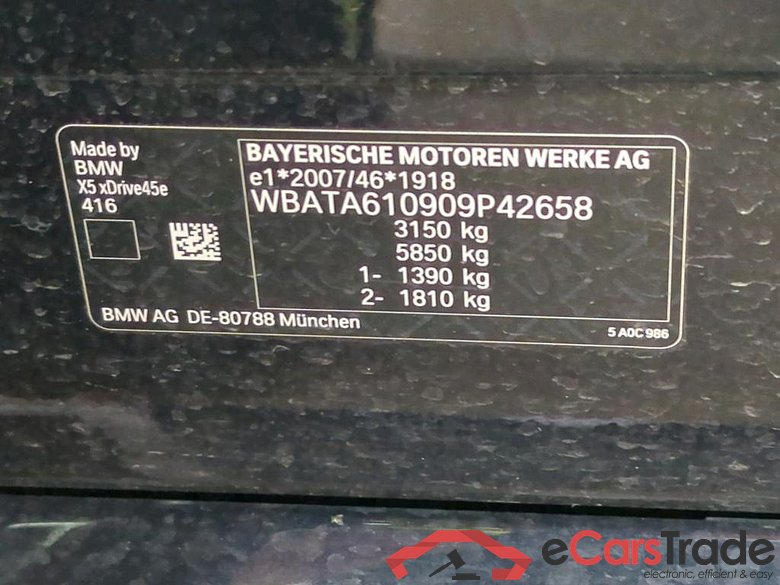 Made by
BMW
X5 xDrive45e
416
BAYERISCHE MOTOREN WERKE AG
e1*2007/46*1918
WBATA610909P42658
3150 kg
5850 kg
1- 1390 kg
2- 1810 kg
BMW AG DE-80788 München
5 A0C 986
eCarsTrade
electronic, efficient & easy